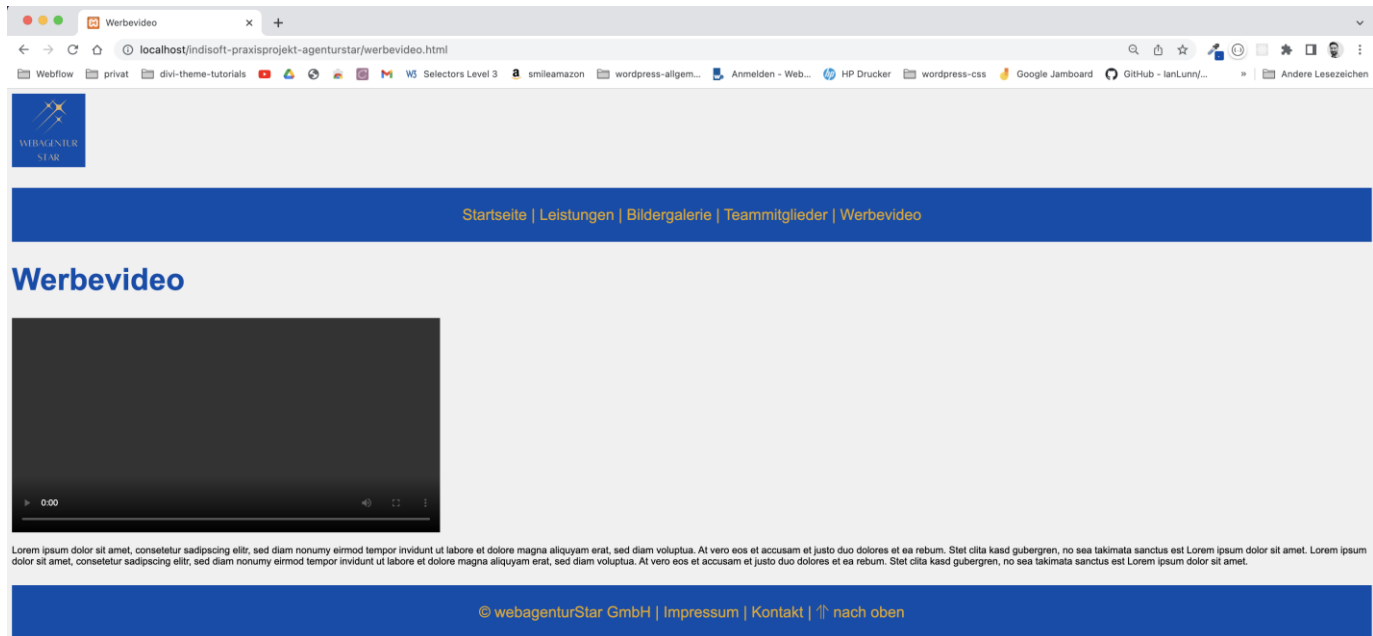 Werbevideo
localhost/indisoft-praxisprojekt-agenturstar/werbevideo.html
Webflow privat divi-theme-tutorials W3 Selectors Level 3 a smileamazon wordpress-allgem... Anmelden - Web... hp HP Drucker wordpress-css Google Jamboard GitHub - IanLunn/... » Andere Lesezeichen
WEBAGENTUR
STAR
Startseite | Leistungen | Bildergalerie | Teammitglieder | Werbevideo
Werbevideo
0:00
Lorem ipsum dolor sit amet, consetetur sadipscing elitr, sed diam nonumy eirmod tempor invidunt ut labore et dolore magna aliquyam erat, sed diam voluptua. At vero eos et accusam et justo duo dolores et ea rebum. Stet clita kasd gubergren, no sea takimata sanctus est Lorem ipsum dolor sit amet. Lorem ipsum
dolor sit amet, consetetur sadipscing elitr, sed diam nonumy eirmod tempor invidunt ut labore et dolore magna aliquyam erat, sed diam voluptua. At vero eos et accusam et justo duo dolores et ea rebum. Stet clita kasd gubergren, no sea takimata sanctus est Lorem ipsum dolor sit amet.
© webagenturStar GmbH | Impressum | Kontakt | ⇑ nach oben